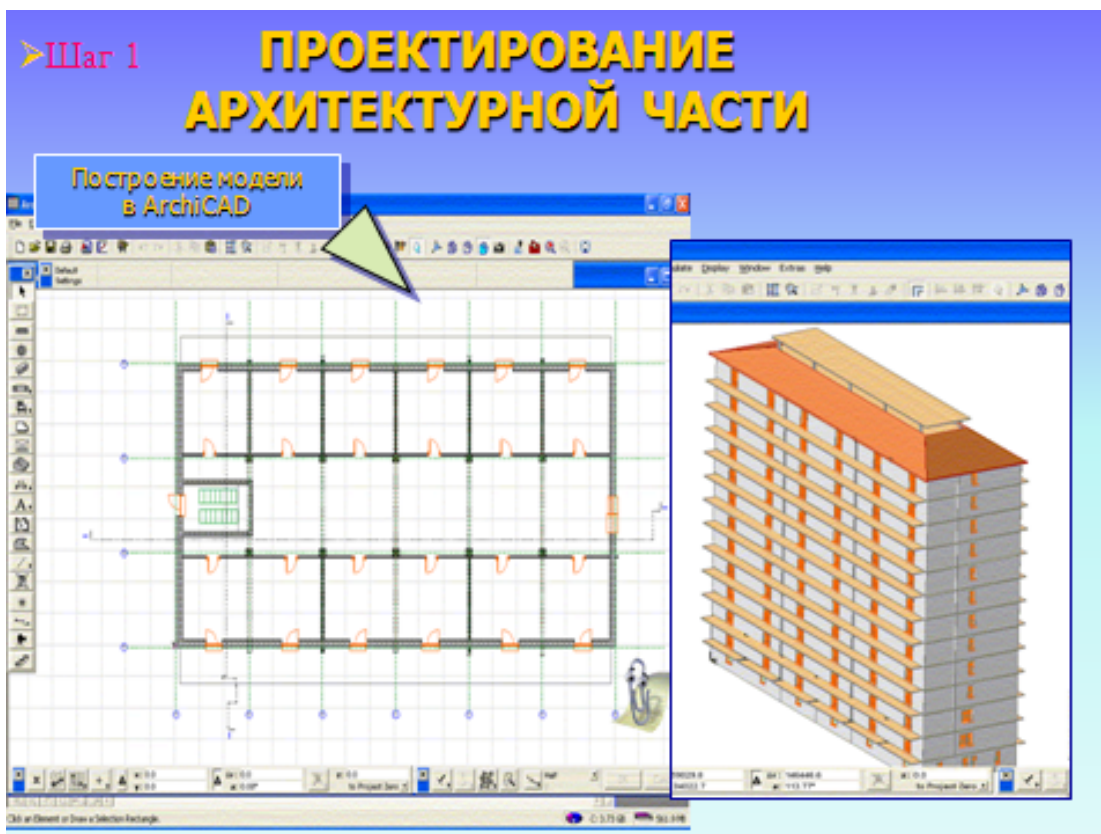 ➢Шаг 1
ПРОЕКТИРОВАНИЕ
АРХИТЕКТУРНОЙ ЧАСТИ
Построение модели
в ArchiCAD
Default
Settings
Display Window Extras Help
to Project Zero
to Project Zero
Click an Element or Draw a Selection Rectangle.